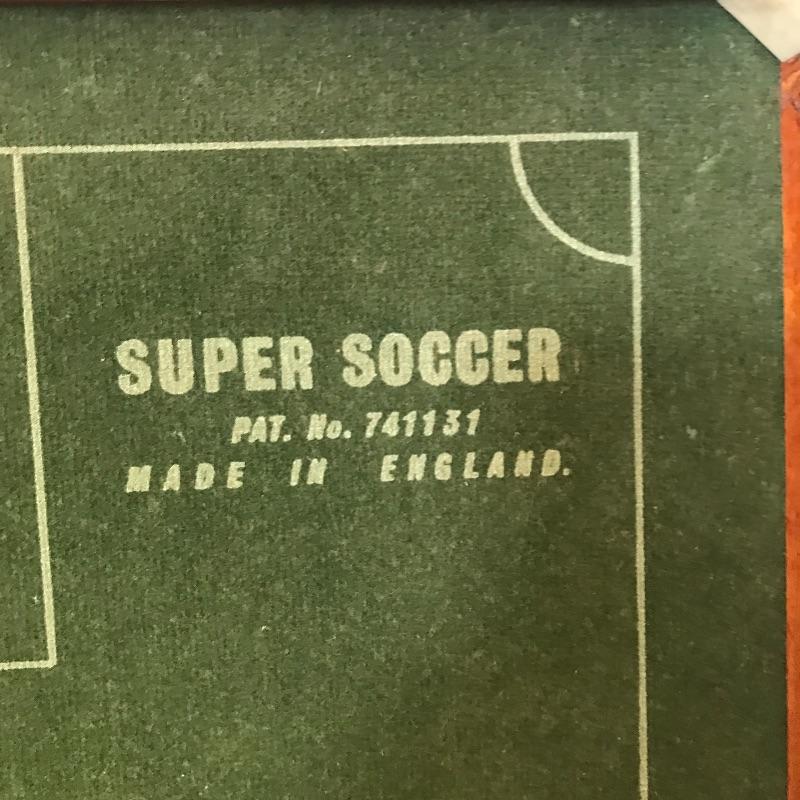 SUPER SOCCER
PAT. No. 741131
MADE IN ENGLAND.